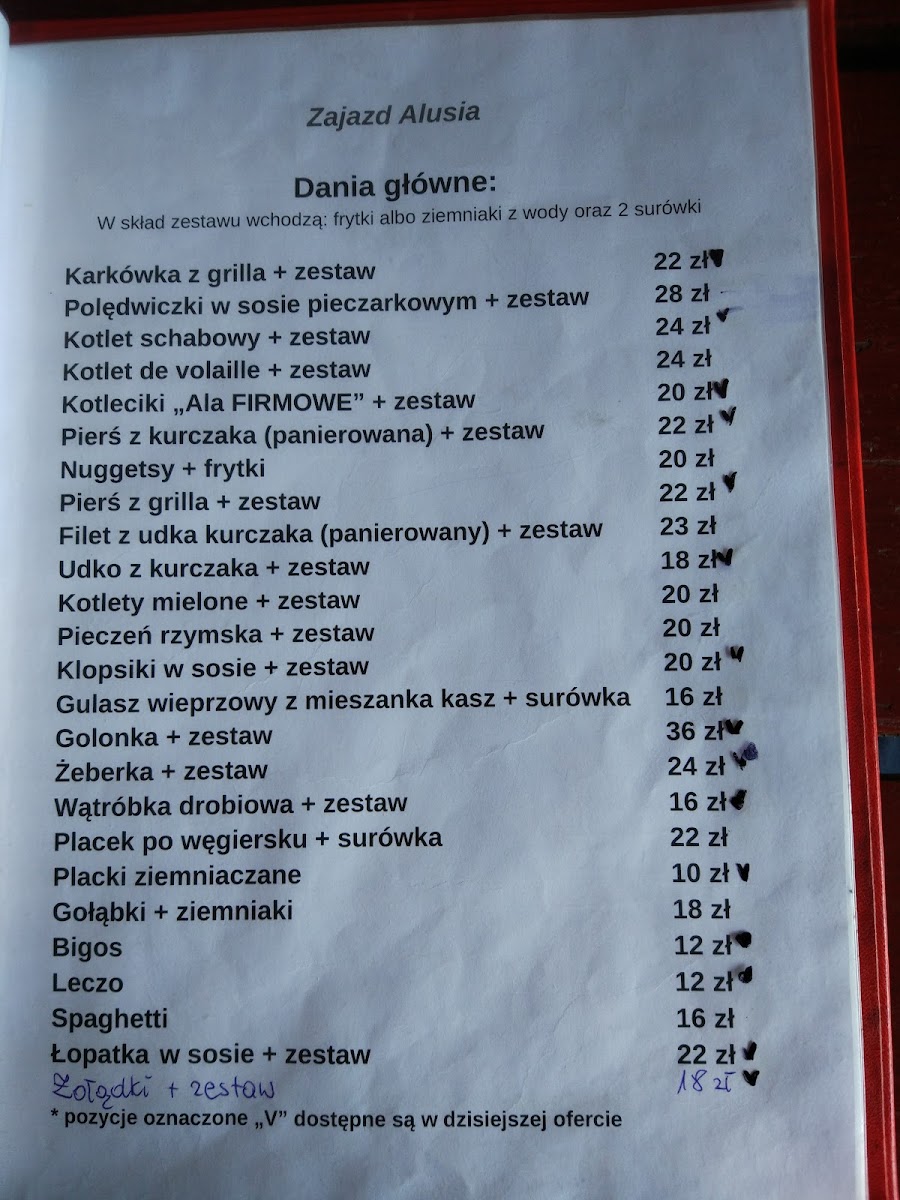 Zajazd Alusia
Dania główne:
W skład zestawu wchodzą: frytki albo ziemniaki z wody oraz 2 surówki
Karkówka z grilla + zestaw 22 zł V
Polędwiczki w sosie pieczarkowym + zestaw 28 zł
Kotlet schabowy + zestaw 24 zł V
Kotlet de volaille + zestaw 24 zł
Kotleciki „Ala FIRMOWE” + zestaw 20 zł V
Pierś z kurczaka (panierowana) + zestaw 22 zł V
Nuggetsy + frytki 20 zł
Pierś z grilla + zestaw 22 zł V
Filet z udka kurczaka (panierowany) + zestaw 23 zł
Udko z kurczaka + zestaw 18 zł V
Kotlety mielone + zestaw 20 zł
Pieczeń rzymska + zestaw 20 zł
Klopsiki w sosie + zestaw 20 zł V
Gulasz wieprzowy z mieszanka kasz + surówka 16 zł
Golonka + zestaw 36 zł V
Żeberka + zestaw 24 zł V
Wątróbka drobiowa + zestaw 16 zł
Placek po węgiersku + surówka 22 zł
Placki ziemniaczane 10 zł V
Gołąbki + ziemniaki 18 zł
Bigos 12 zł
Leczo 12 zł
Spaghetti 16 zł
Łopatka w sosie + zestaw 22 zł V
Żołądki + zestaw 18 zł V
* pozycje oznaczone „V” dostępne są w dzisiejszej ofercie